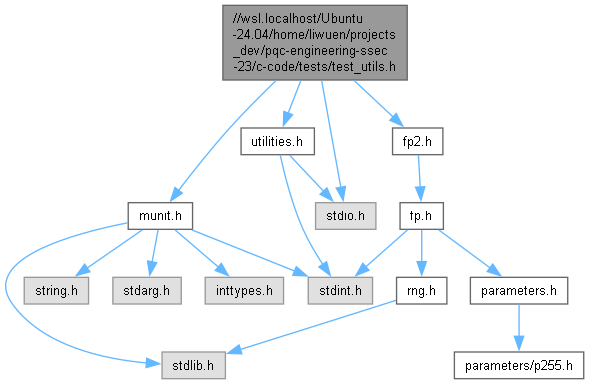 //wsl.localhost/Ubuntu
-24.04/home/liwuen/projects
_dev/pqc-engineering-ssec
-23/c-code/tests/test_utils.h
utilities.h
fp2.h
munit.h
stdio.h
fp.h
string.h
stdarg.h
inttypes.h
stdint.h
rng.h
parameters.h
stdlib.h
parameters/p255.h